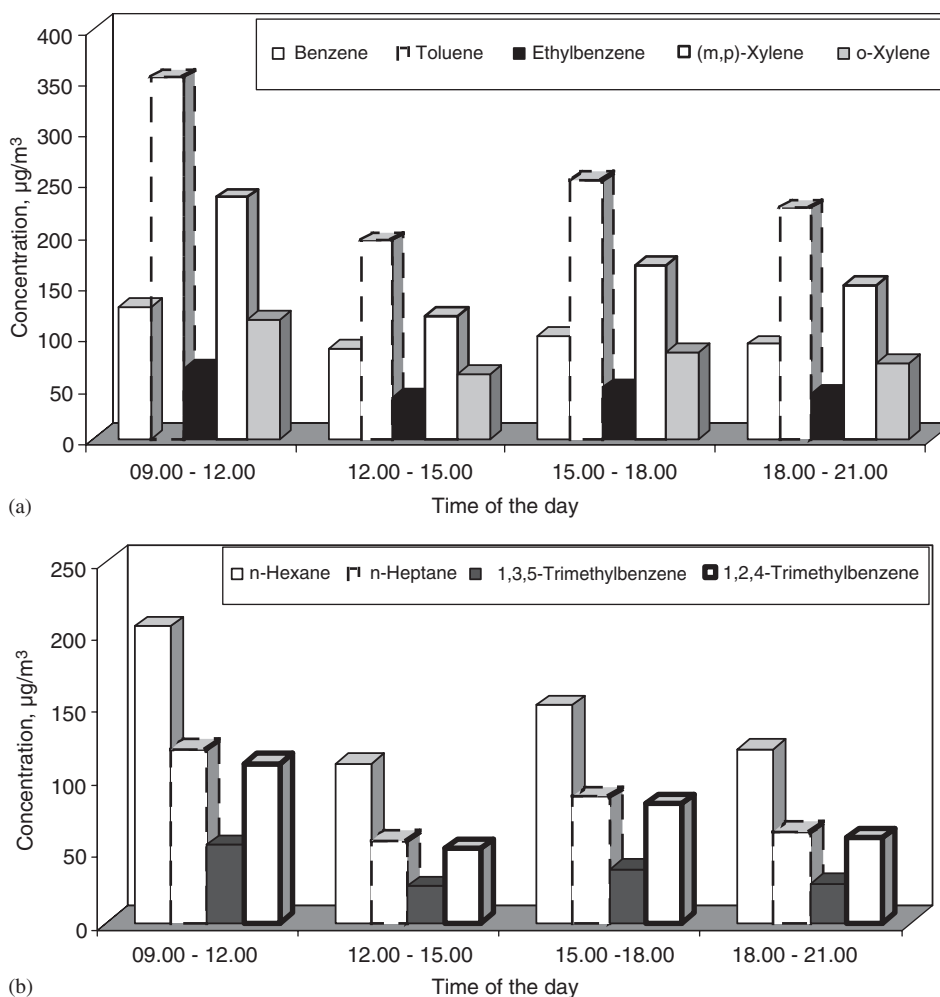 400
350
300
250
200
150
100
50
0
Concentration, µg/m³
Benzene Toluene Ethylbenzene (m,p)-Xylene o-Xylene
09.00 - 12.00 12.00 - 15.00 15.00 - 18.00 18.00 - 21.00
Time of the day
(a)
250
200
150
100
50
0
Concentration, µg/m³
n-Hexane n-Heptane 1,3,5-Trimethylbenzene 1,2,4-Trimethylbenzene
09.00 - 12.00 12.00 - 15.00 15.00 -18.00 18.00 - 21.00
Time of the day
(b)